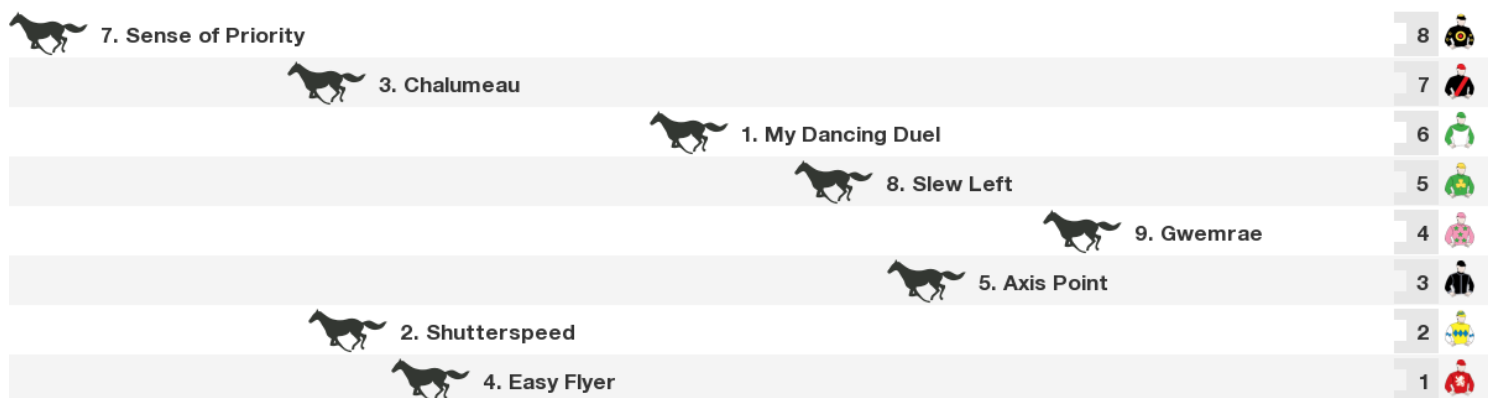 7. Sense of Priority 8
3. Chalumeau 7
1. My Dancing Duel 6
8. Slew Left 5
9. Gwemrae 4
5. Axis Point 3
2. Shutterspeed 2
4. Easy Flyer 1